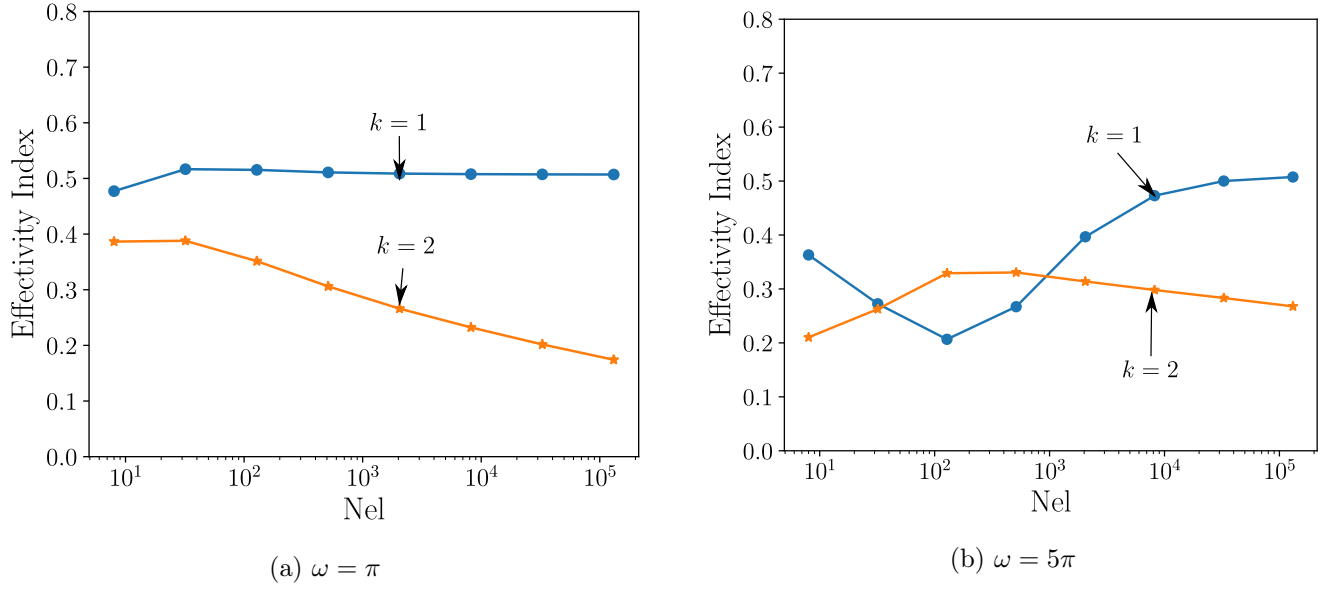 0.8
0.7
0.6
0.5
0.4
0.3
0.2
0.1
0.0
Effectivity Index
k = 1
k = 2
10^1
10^2
10^3
10^4
10^5
Nel
(a) ω = π
0.8
0.7
0.6
0.5
0.4
0.3
0.2
0.1
0.0
Effectivity Index
k = 1
k = 2
10^1
10^2
10^3
10^4
10^5
Nel
(b) ω = 5π